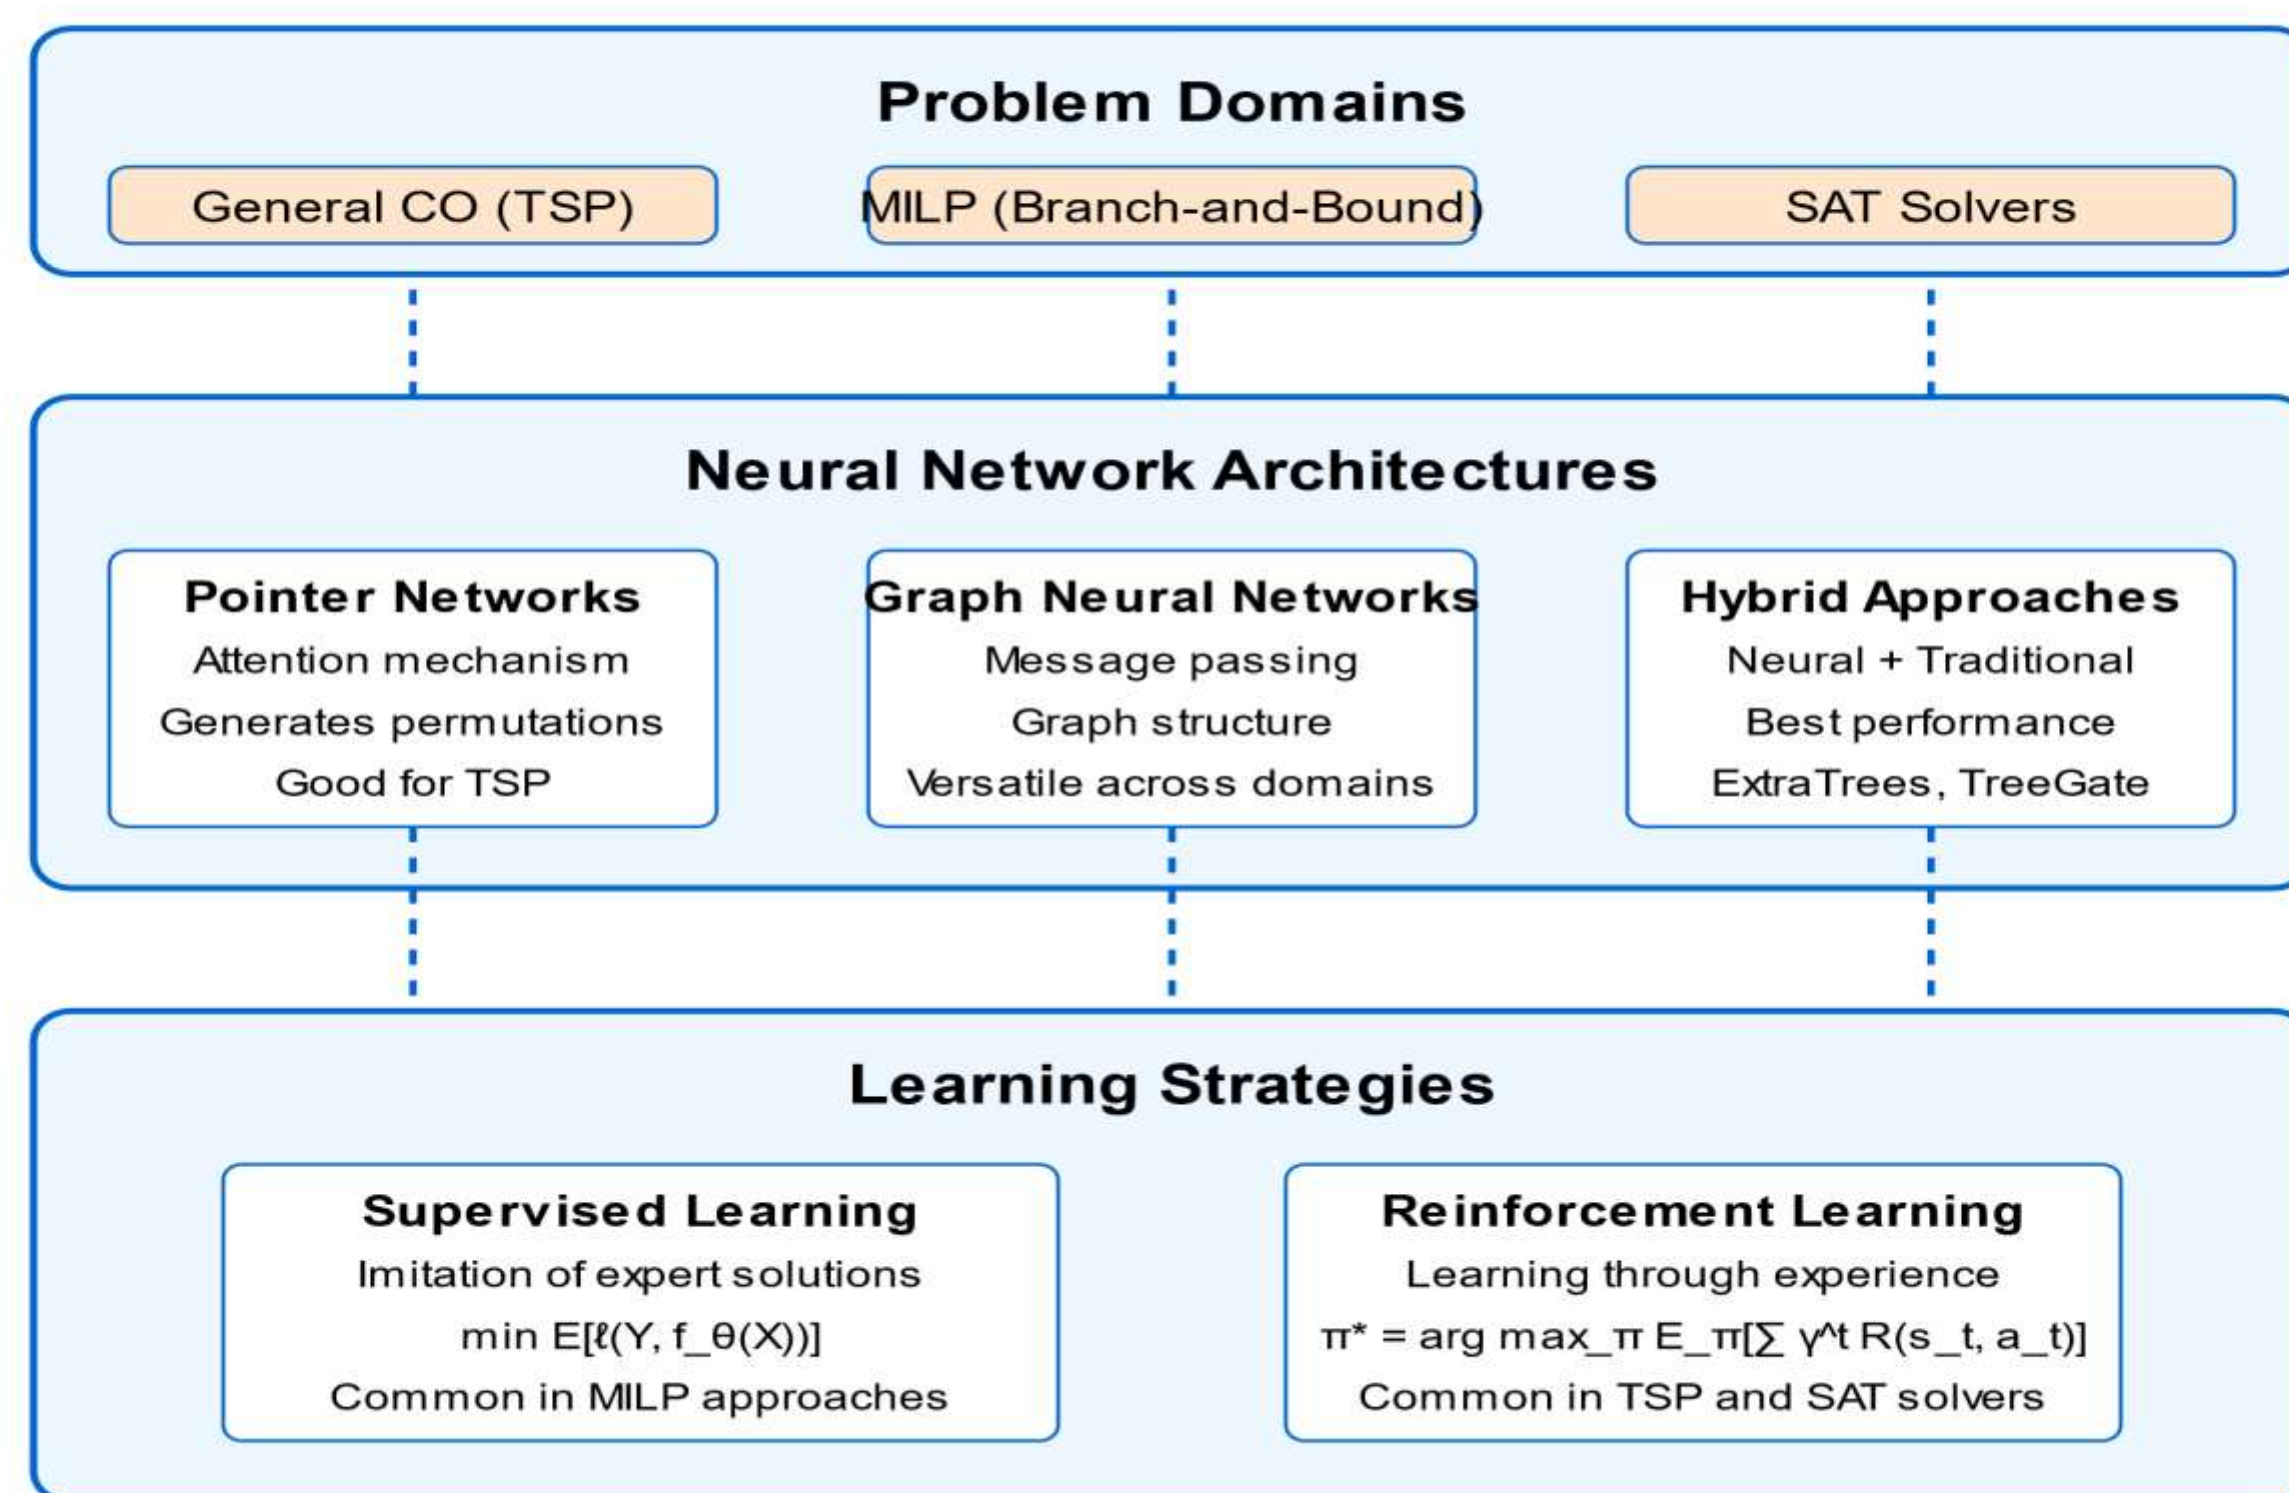 Problem Domains
General CO (TSP)
MILP (Branch-and-Bound)
SAT Solvers
Neural Network Architectures
Pointer Networks
Attention mechanism
Generates permutations
Good for TSP
Graph Neural Networks
Message passing
Graph structure
Versatile across domains
Hybrid Approaches
Neural + Traditional
Best performance
ExtraTrees, TreeGate
Learning Strategies
Supervised Learning
Imitation of expert solutions
min E[ℓ(Y, f_θ(X))]
Common in MILP approaches
Reinforcement Learning
Learning through experience
π* = arg max_π E_π[∑ γ^t R(s_t, a_t)]
Common in TSP and SAT solvers